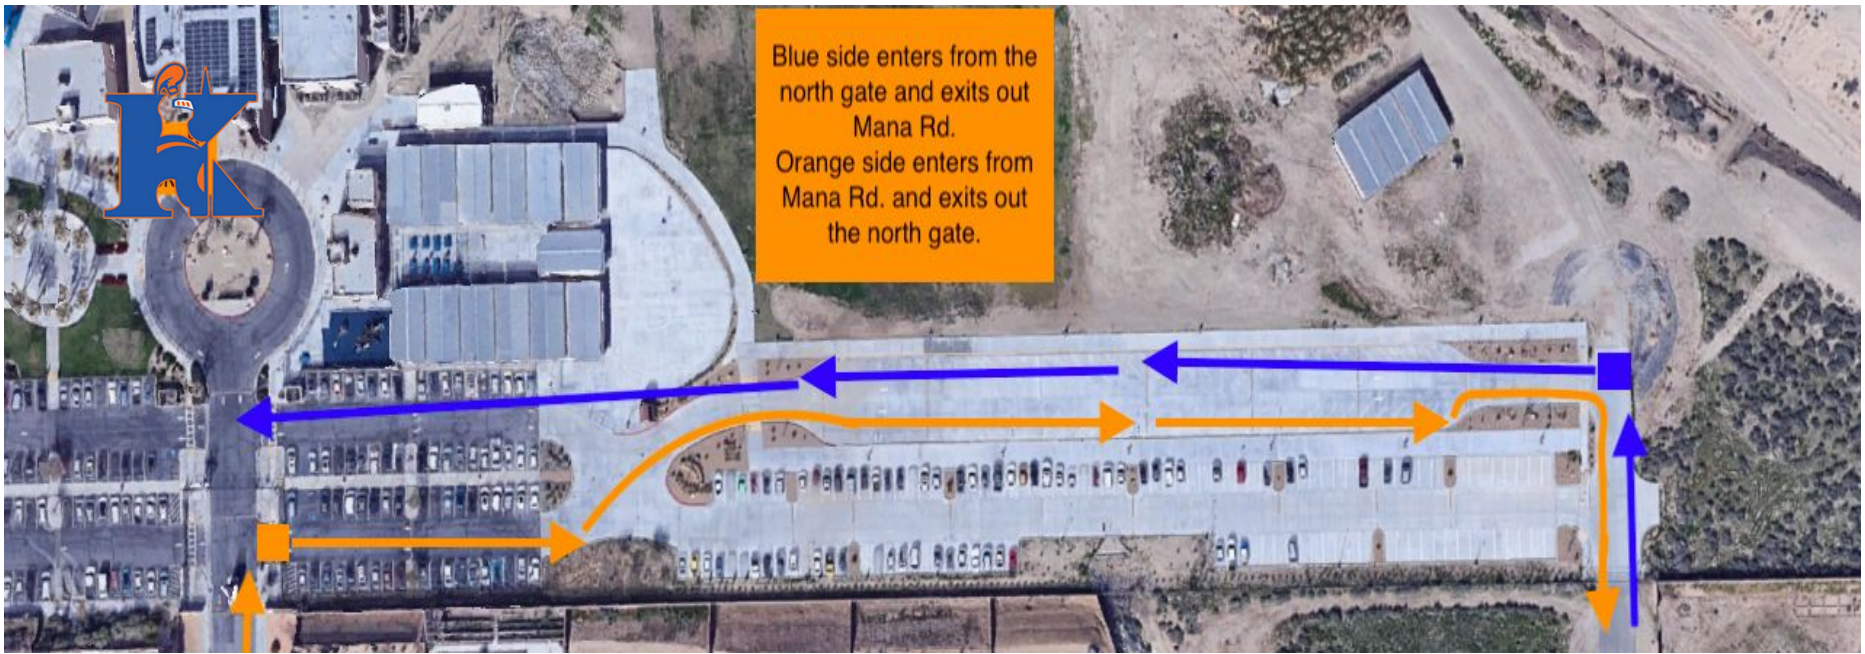 K
Blue side enters from the
north gate and exits out
Mana Rd.
Orange side enters from
Mana Rd. and exits out
the north gate.